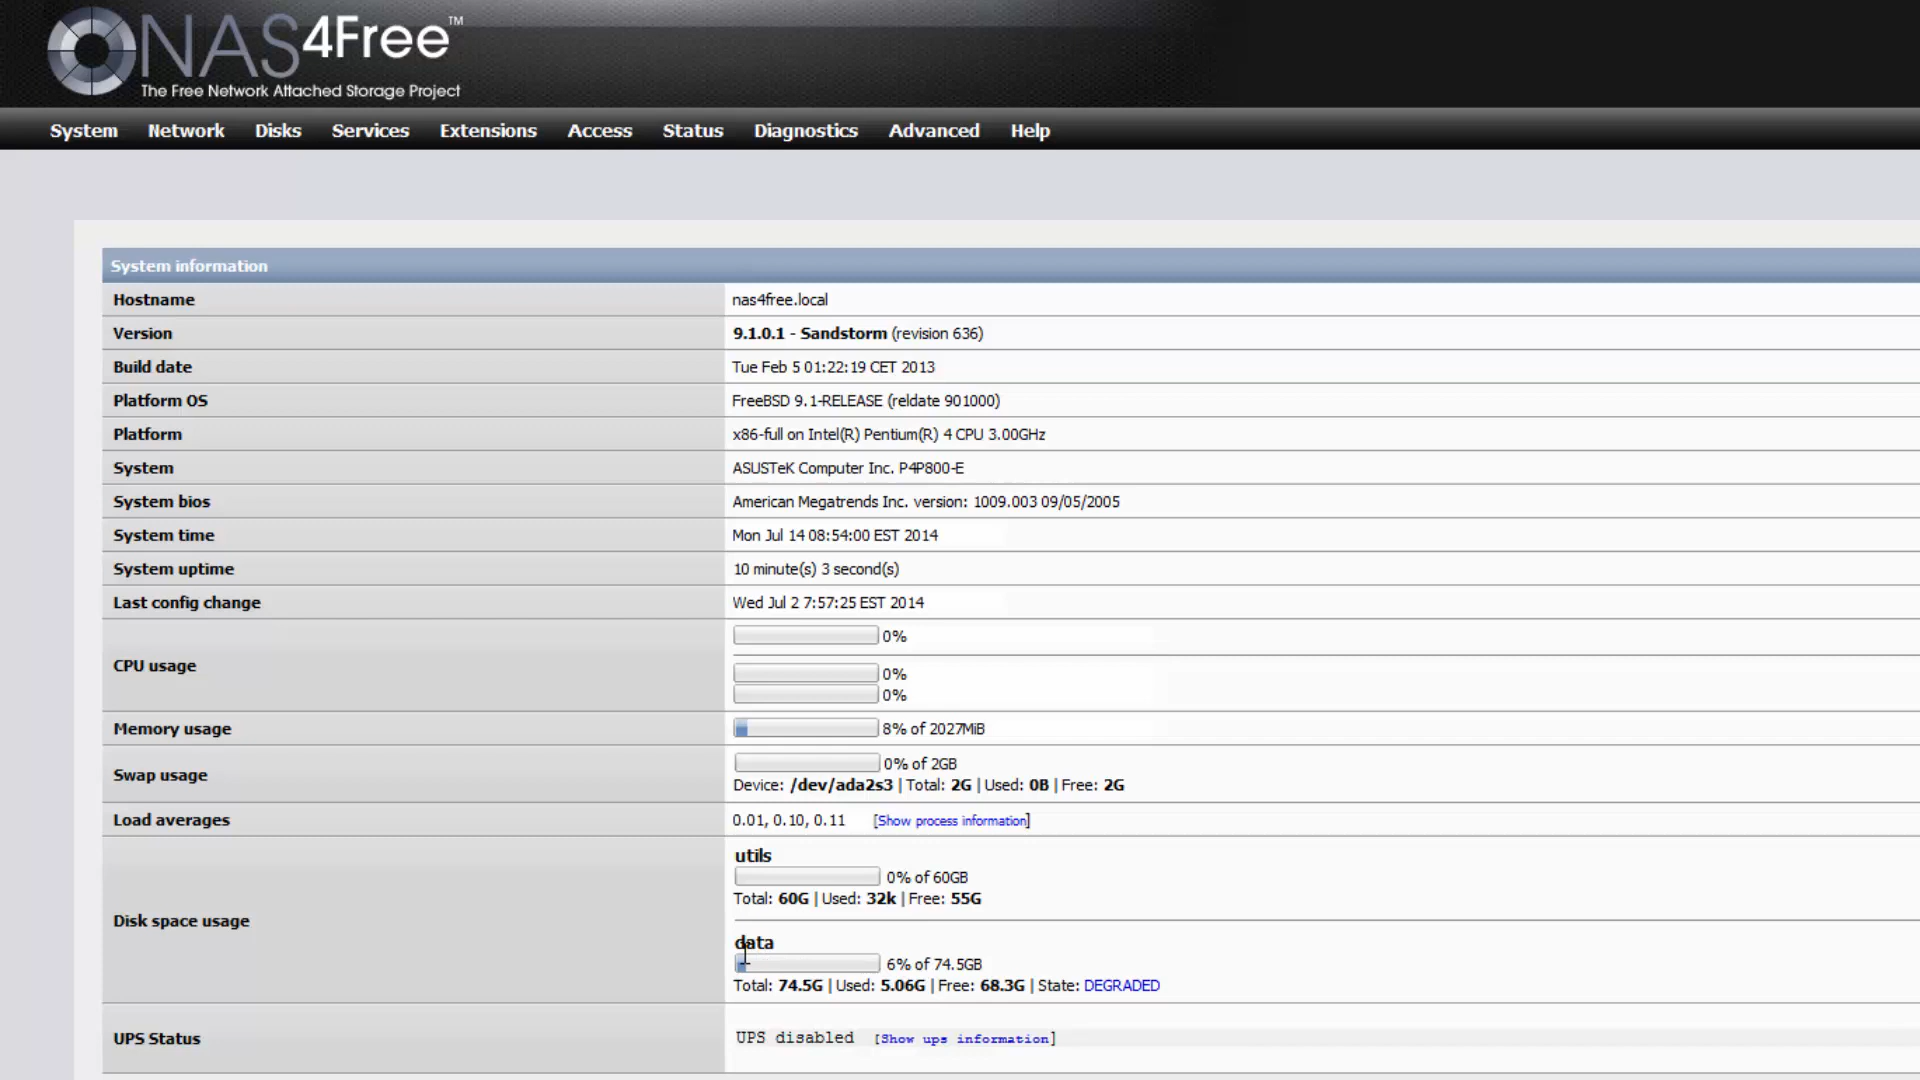 NAS4Free™
The Free Network Attached Storage Project
System Network Disks Services Extensions Access Status Diagnostics Advanced Help
System information
Hostname nas4free.local
Version 9.1.0.1 - Sandstorm (revision 636)
Build date Tue Feb 5 01:22:19 CET 2013
Platform OS FreeBSD 9.1-RELEASE (reldate 901000)
Platform x86-full on Intel(R) Pentium(R) 4 CPU 3.00GHz
System ASUSTeK Computer Inc. P4P800-E
System bios American Megatrends Inc. version: 1009.003 09/05/2005
System time Mon Jul 14 08:54:00 EST 2014
System uptime 10 minute(s) 3 second(s)
Last config change Wed Jul 2 7:57:25 EST 2014
CPU usage 0%
0%
0%
Memory usage 8% of 2027MiB
Swap usage 0% of 2GB
Device: /dev/ada2s3 | Total: 2G | Used: 0B | Free: 2G
Load averages 0.01, 0.10, 0.11 [Show process information]
Disk space usage
utils
0% of 60GB
Total: 60G | Used: 32k | Free: 55G
data
6% of 74.5GB
Total: 74.5G | Used: 5.06G | Free: 68.3G | State: DEGRADED
UPS Status UPS disabled [Show ups information]